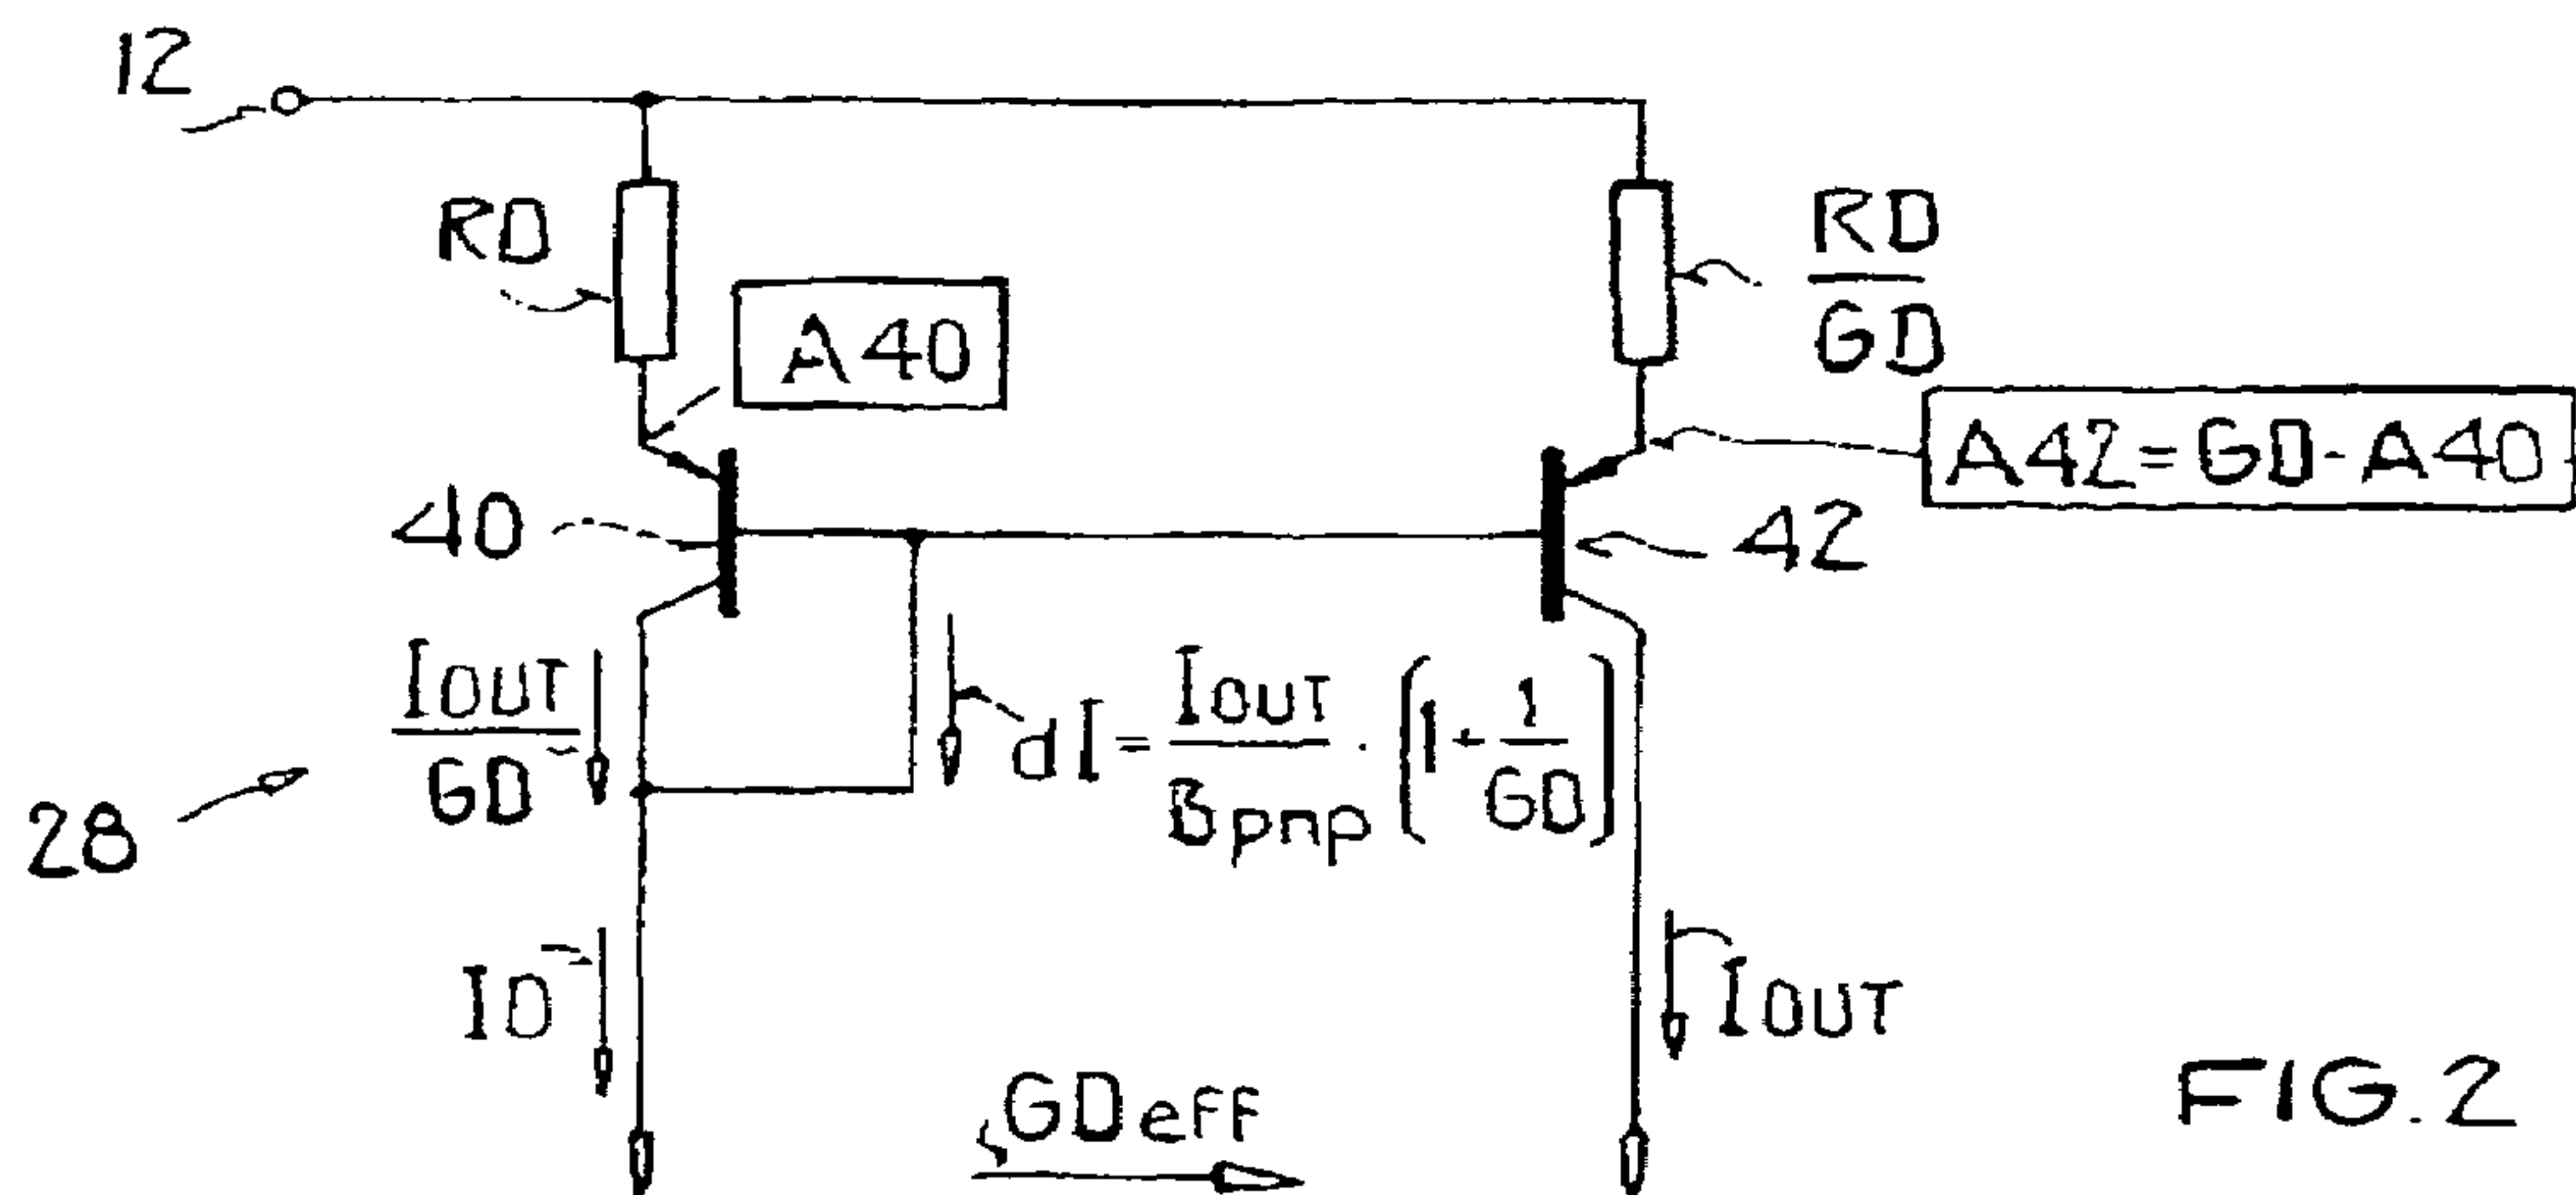 12
RD
RD
GD
A40
A42 = GD · A40
40
42
IOUT
GD
dI = IOUT / Bpnp · (1 + 1/GD)
28
ID
IOUT
GDeff
FIG. 2